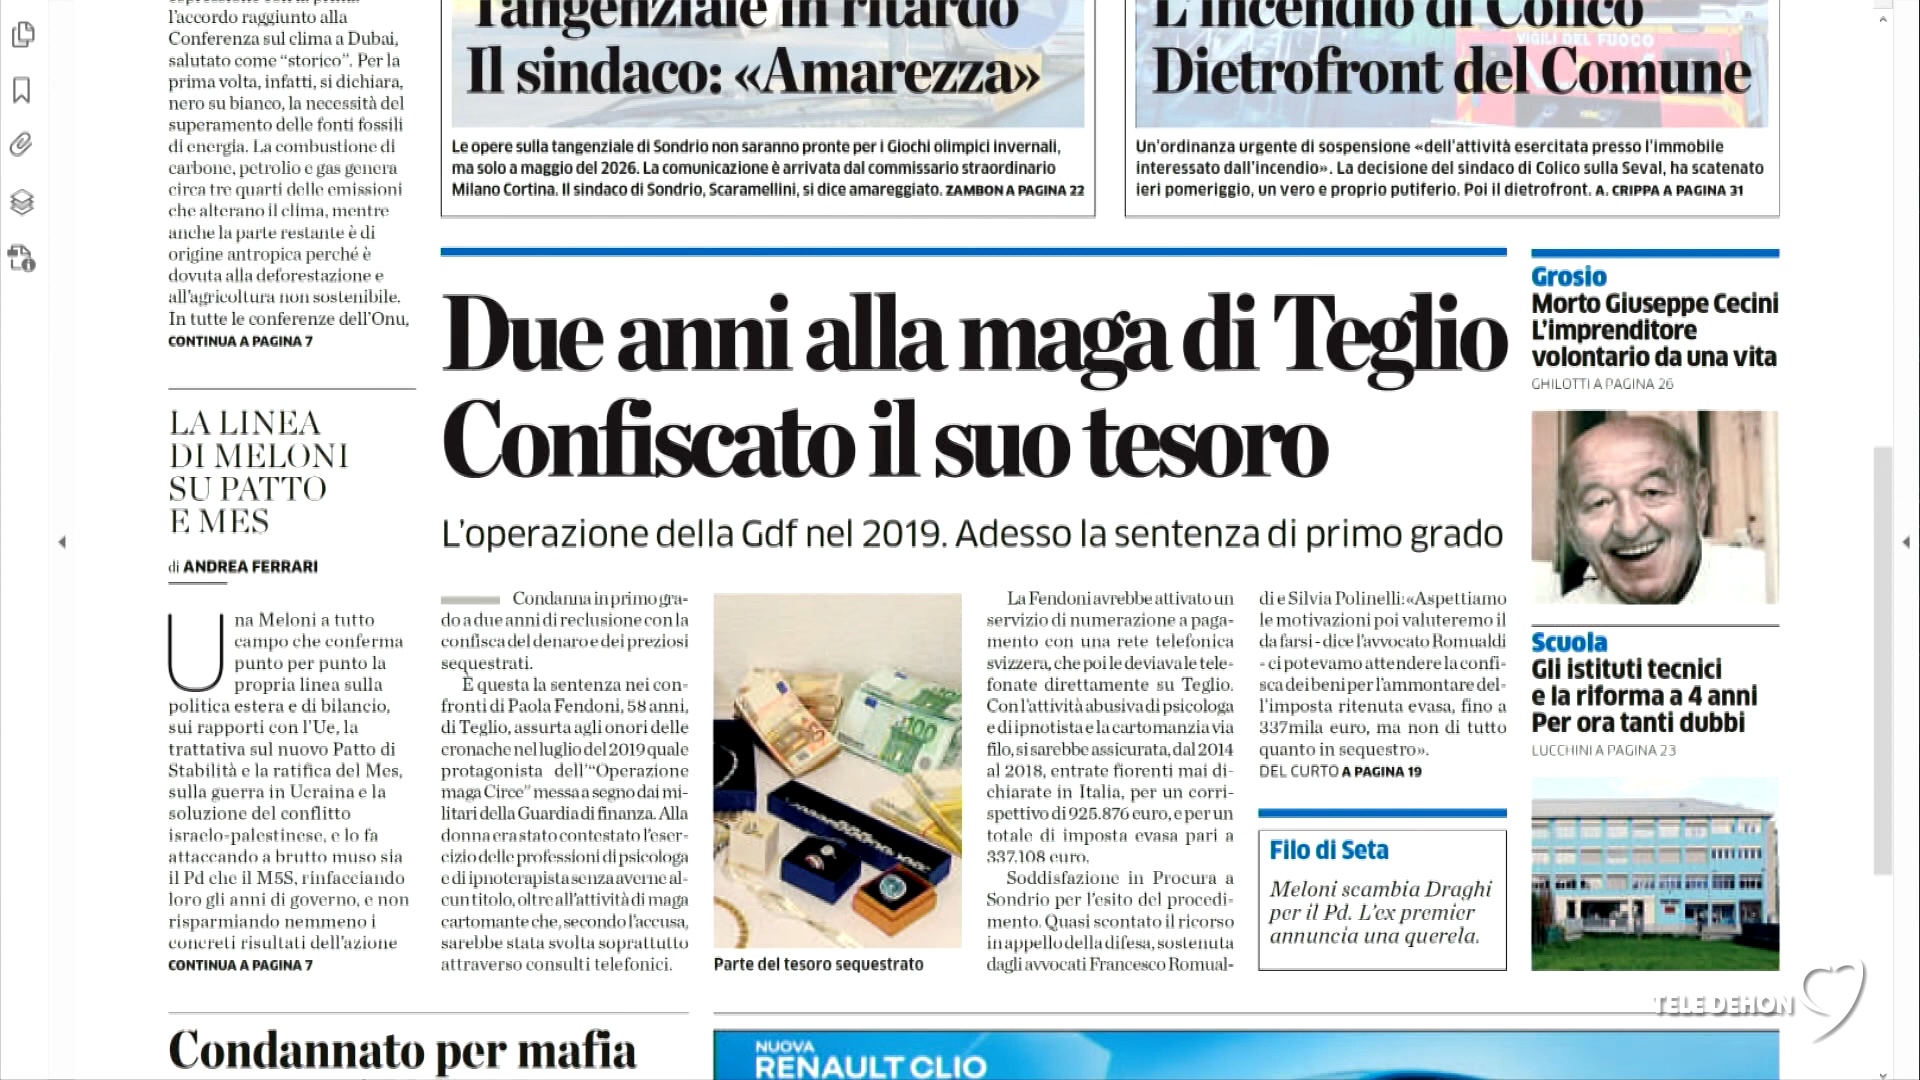 l'accordo raggiunto alla
Conferenza sul clima a Dubai,
salutato come “storico”. Per la
prima volta, infatti, si dichiara,
nero su bianco, la necessità del
superamento delle fonti fossili
di energia. La combustione di
carbone, petrolio e gas genera
circa tre quarti delle emissioni
che alterano il clima, mentre
anche la parte restante è di
origine antropica perché è
dovuta alla deforestazione e
all'agricoltura non sostenibile.
In tutte le conferenze dell'Onu,
CONTINUA A PAGINA 7
LA LINEA
DI MELONI
SU PATTO
E MES
di ANDREA FERRARI
Una Meloni a tutto
campo che conferma
punto per punto la
propria linea sulla
politica estera e di bilancio,
sui rapporti con l'Ue, la
trattativa sul nuovo Patto di
Stabilità e la ratifica del Mes,
sulla guerra in Ucraina e la
soluzione del conflitto
israelo-palestinese, e lo fa
attaccando a brutto muso sia
il Pd che il M5S, rinfacciando
loro gli anni di governo, e non
risparmiando nemmeno i
concreti risultati dell'azione
CONTINUA A PAGINA 7
Tangenziale in ritardo
Il sindaco: «Amarezza»
Le opere sulla tangenziale di Sondrio non saranno pronte per i Giochi olimpici invernali,
ma solo a maggio del 2026. La comunicazione è arrivata dal commissario straordinario
Milano Cortina. Il sindaco di Sondrio, Scaramellini, si dice amareggiato. ZAMBON A PAGINA 22
L'incendio di Colico
VIGILI DEL FUOCO
Dietrofront del Comune
Un'ordinanza urgente di sospensione «dell'attività esercitata presso l'immobile
interessato dall'incendio». La decisione del sindaco di Colico sulla Seval, ha scatenato
ieri pomeriggio, un vero e proprio putiferio. Poi il dietrofront. A. CRIPPA A PAGINA 31
Due anni alla maga di Teglio
Confiscato il suo tesoro
L'operazione della Gdf nel 2019. Adesso la sentenza di primo grado
Condanna in primo gra-
do a due anni di reclusione con la
confisca del denaro e dei preziosi
sequestrati.
È questa la sentenza nei con-
fronti di Paola Fendoni, 58 anni,
di Teglio, assurta agli onori delle
cronache nel luglio del 2019 quale
protagonista dell'“Operazione
maga Circe” messa a segno dai mi-
litari della Guardia di finanza. Alla
donna era stato contestato l'eser-
cizio delle professioni di psicologa
e di ipnoterapista senza averne al-
cun titolo, oltre all'attività di maga
cartomante che, secondo l'accusa,
sarebbe stata svolta soprattutto
attraverso consulti telefonici.
Parte del tesoro sequestrato
La Fendoni avrebbe attivato un
servizio di numerazione a paga-
mento con una rete telefonica
svizzera, che poi le deviava le tele-
fonate direttamente su Teglio.
Con l'attività abusiva di psicologa
e di ipnotista e la cartomanzia via
filo, si sarebbe assicurata, dal 2014
al 2018, entrate fiorenti mai di-
chiarate in Italia, per un corri-
spettivo di 925.876 euro, e per un
totale di imposta evasa pari a
337.108 euro,
Soddisfazione in Procura a
Sondrio per l'esito del procedi-
mento. Quasi scontato il ricorso
in appello della difesa, sostenuta
dagli avvocati Francesco Romual-
di e Silvia Polinelli: «Aspettiamo
le motivazioni poi valuteremo il
da farsi - dice l'avvocato Romualdi
- ci potevamo attendere la confi-
sca dei beni per l'ammontare del-
l'imposta ritenuta evasa, fino a
337mila euro, ma non di tutto
quanto in sequestro».
DEL CURTO A PAGINA 19
Filo di Seta
Meloni scambia Draghi
per il Pd. L'ex premier
annuncia una querela.
Grosio
Morto Giuseppe Cecini
L'imprenditore
volontario da una vita
GHILOTTI A PAGINA 26
Scuola
Gli istituti tecnici
e la riforma a 4 anni
Per ora tanti dubbi
LUCCHINI A PAGINA 23
TELE DEHON
Condannato per mafia
NUOVA
RENAULT CLIO